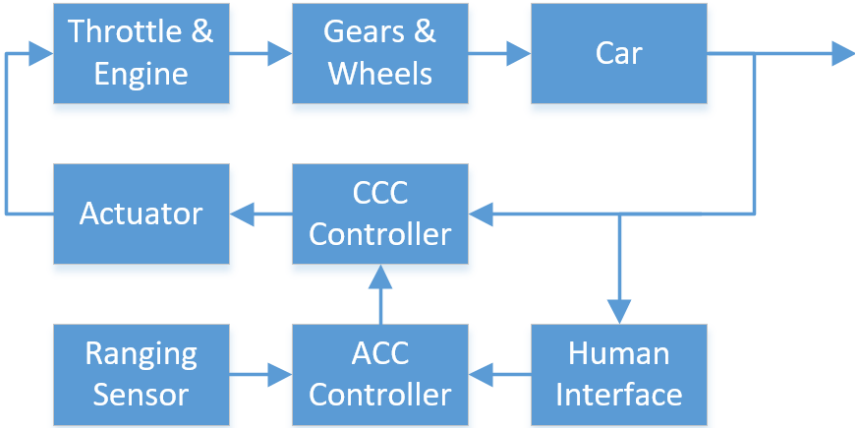 Throttle &
Engine
Gears &
Wheels
Car
Actuator
CCC
Controller
Ranging
Sensor
ACC
Controller
Human
Interface